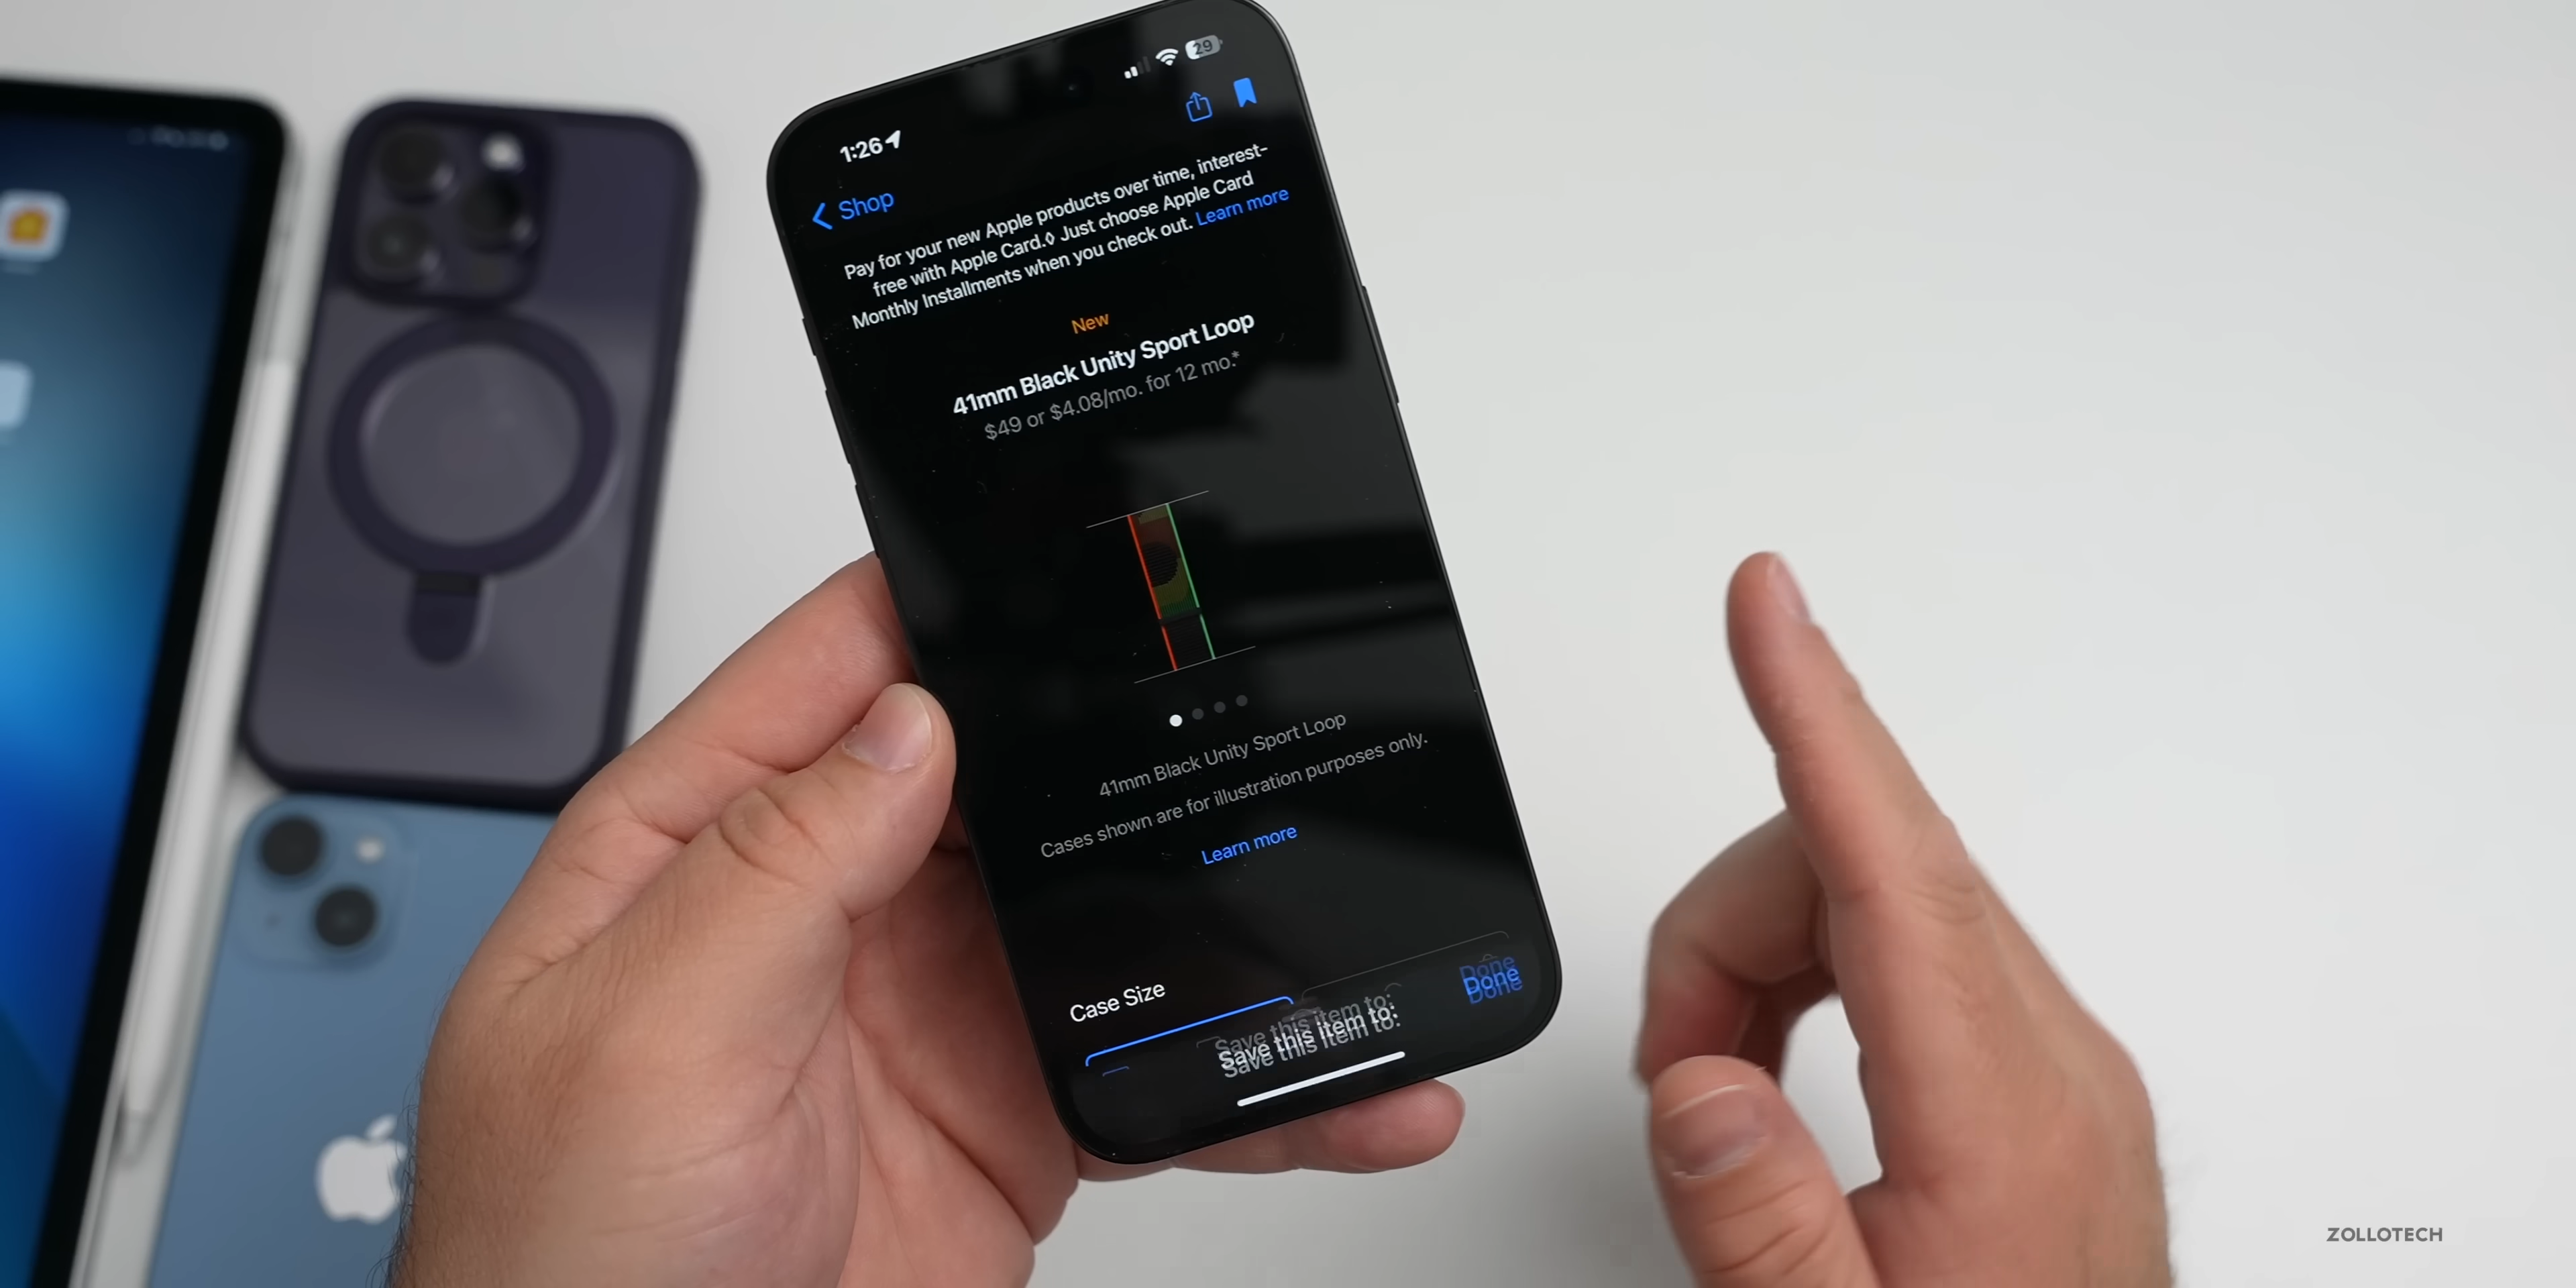 29
1:26
Shop
Pay for your new Apple products over time, interest-
free with Apple Card.◊ Just choose Apple Card
Monthly Installments when you check out. Learn more
New
41mm Black Unity Sport Loop
$49 or $4.08/mo. for 12 mo.*
41mm Black Unity Sport Loop
Cases shown are for illustration purposes only.
Learn more
Case Size
Save this item to:
Done
ZOLLOTECH